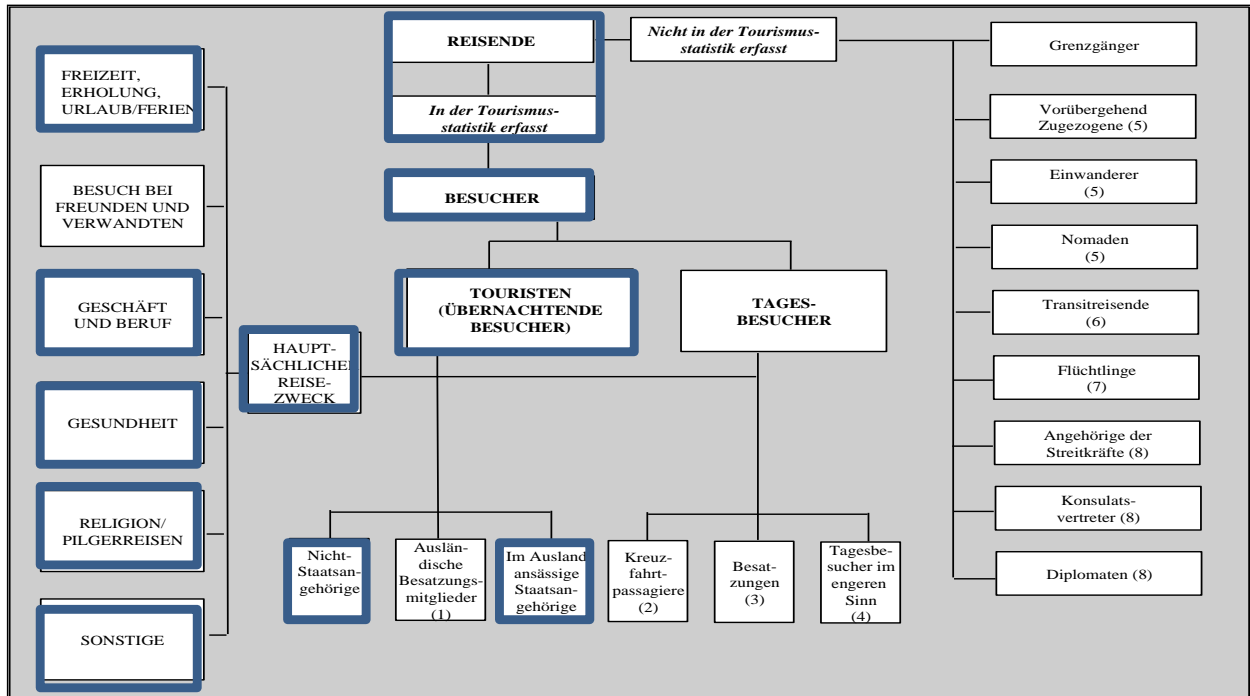 REISENDE
Nicht in der Tourismus-
statistik erfasst
In der Tourismus-
statistik erfasst
BESUCHER
TOURISTEN
(ÜBERNACHTENDE
BESUCHER)
TAGES-
BESUCHER
FREIZEIT,
ERHOLUNG,
URLAUB/FERIEN
BESUCH BEI
FREUNDEN UND
VERWANDTEN
GESCHÄFT
UND BERUF
GESUNDHEIT
RELIGION/
PILGERREISEN
SONSTIGE
HAUPT-
SÄCHLICHER
REISE-
ZWECK
Nicht-
Staatsan-
gehörige
Auslän-
dische
Besatzungs-
mitglieder
(1)
Im Ausland
ansässige
Staatsan-
gehörige
Kreuz-
fahrt-
passagiere
(2)
Besat-
zungen
(3)
Tagesbe-
sucher im
engeren
Sinn
(4)
Grenzgänger
Vorübergehend
Zugezogene (5)
Einwanderer
(5)
Nomaden
(5)
Transitreisende
(6)
Flüchtlinge
(7)
Angehörige der
Streitkräfte (8)
Konsulats-
vertreter (8)
Diplomaten (8)